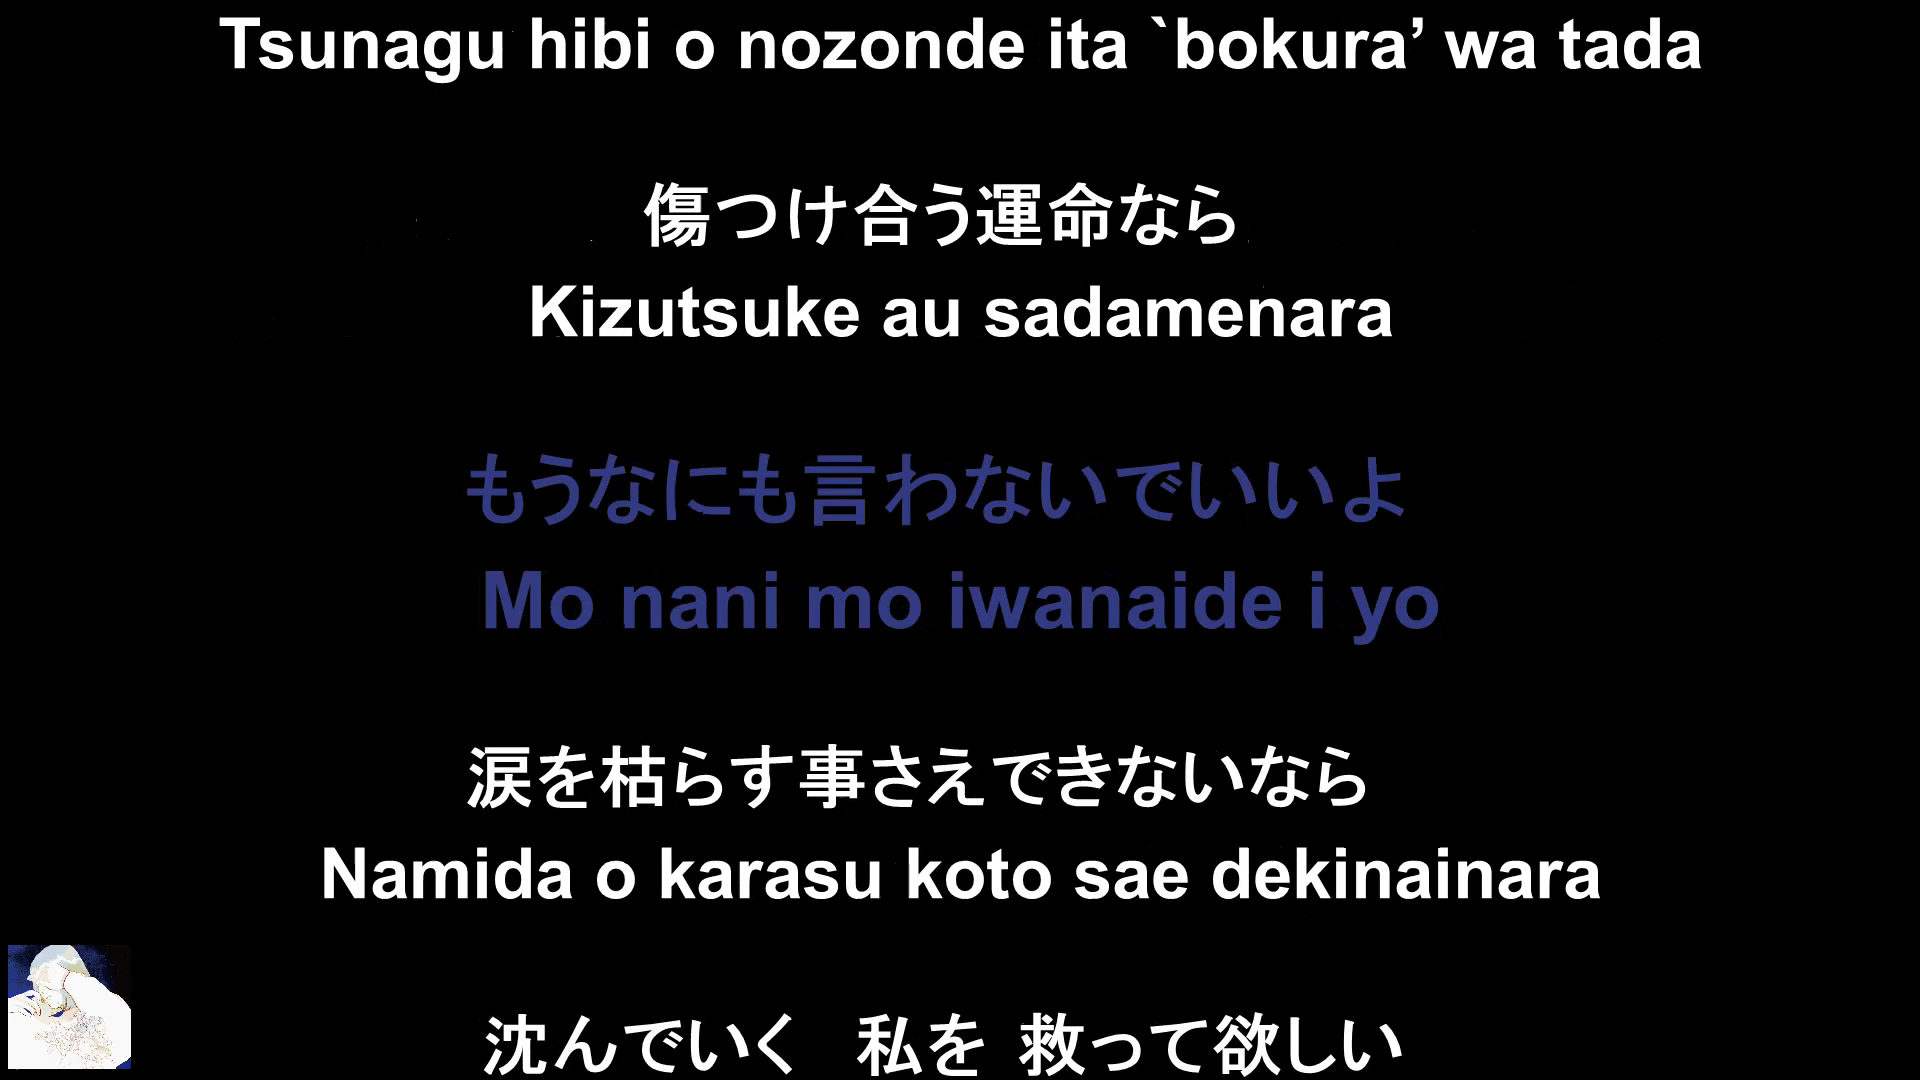 Tsunagu hibi o nozonde ita `bokura’ wa tada
傷つけ合う運命なら
Kizutsuke au sadamenara
もうなにも言わないでいいよ
Mo nani mo iwanaide i yo
涙を枯らす事さえできないなら
Namida o karasu koto sae dekinainara
沈んでいく　私を 救って欲しい